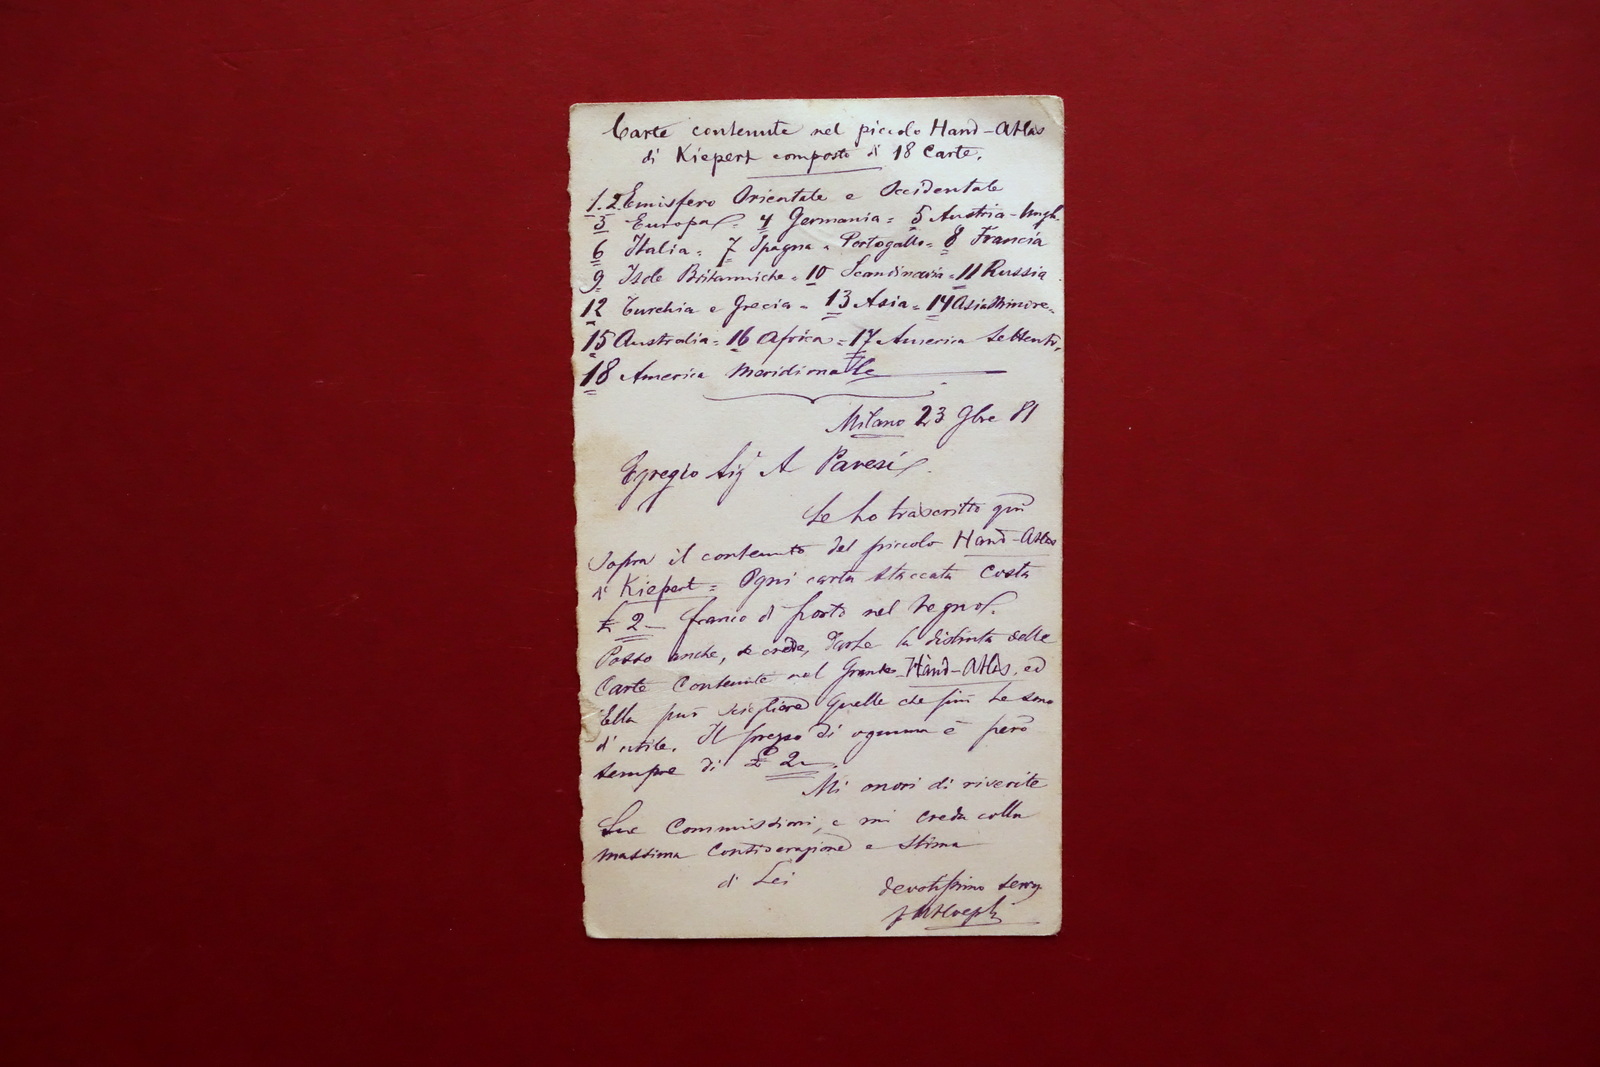 Carte contenute nel piccolo Hand-Atlas
di Kiepert composto di 18 Carte.
1.2. Emisfero Orientale e Occidentale
3 Europa = 4 Germania = 5 Austria-Ungh.
6 Italia = 7 Spagna e Portogallo = 8 Francia
9 Isole Britanniche = 10 Scandinavia = 11 Russia
12 Turchia e Grecia = 13 Asia = 14 Asia Minore =
15 Australia = 16 Africa = 17 America Settentr.
18 America Meridionale
Milano 23 9bre 81
Egregio Sigr A Pavesi
Le ho trascritto qui
sopra il contenuto del piccolo Hand-Atlas
di Kiepert = Ogni carta staccata costa
£ 2 — franco di porto nel Regno.
Posso anche, se crede, farle la distinta delle
Carte Contenute nel Grande Hand-Atlas, ed
Ella può scegliere quelle che più Le sono
d'utile. Il prezzo di ognuna è però
sempre di £ 2 —.
Mi onori di riverite
Sue Commissioni, e mi creda colla
massima Considerazione e Stima
di Lei
devotissimo serv
Hoepli